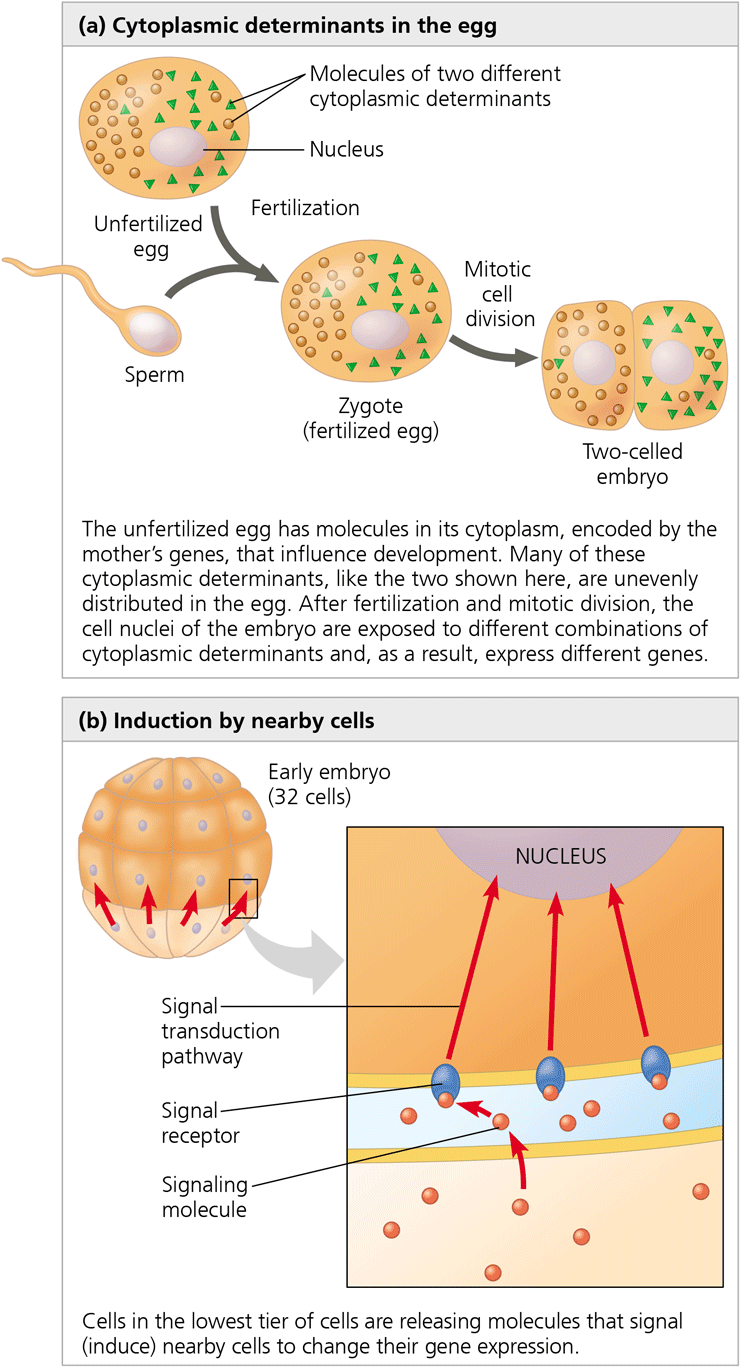 (a) Cytoplasmic determinants in the egg
Molecules of two different
cytoplasmic determinants
Nucleus
Unfertilized
egg
Fertilization
Sperm
Zygote
(fertilized egg)
Mitotic
cell
division
Two-celled
embryo
The unfertilized egg has molecules in its cytoplasm, encoded by the
mother’s genes, that influence development. Many of these
cytoplasmic determinants, like the two shown here, are unevenly
distributed in the egg. After fertilization and mitotic division, the
cell nuclei of the embryo are exposed to different combinations of
cytoplasmic determinants and, as a result, express different genes.
(b) Induction by nearby cells
Early embryo
(32 cells)
NUCLEUS
Signal
transduction
pathway
Signal
receptor
Signaling
molecule
Cells in the lowest tier of cells are releasing molecules that signal
(induce) nearby cells to change their gene expression.